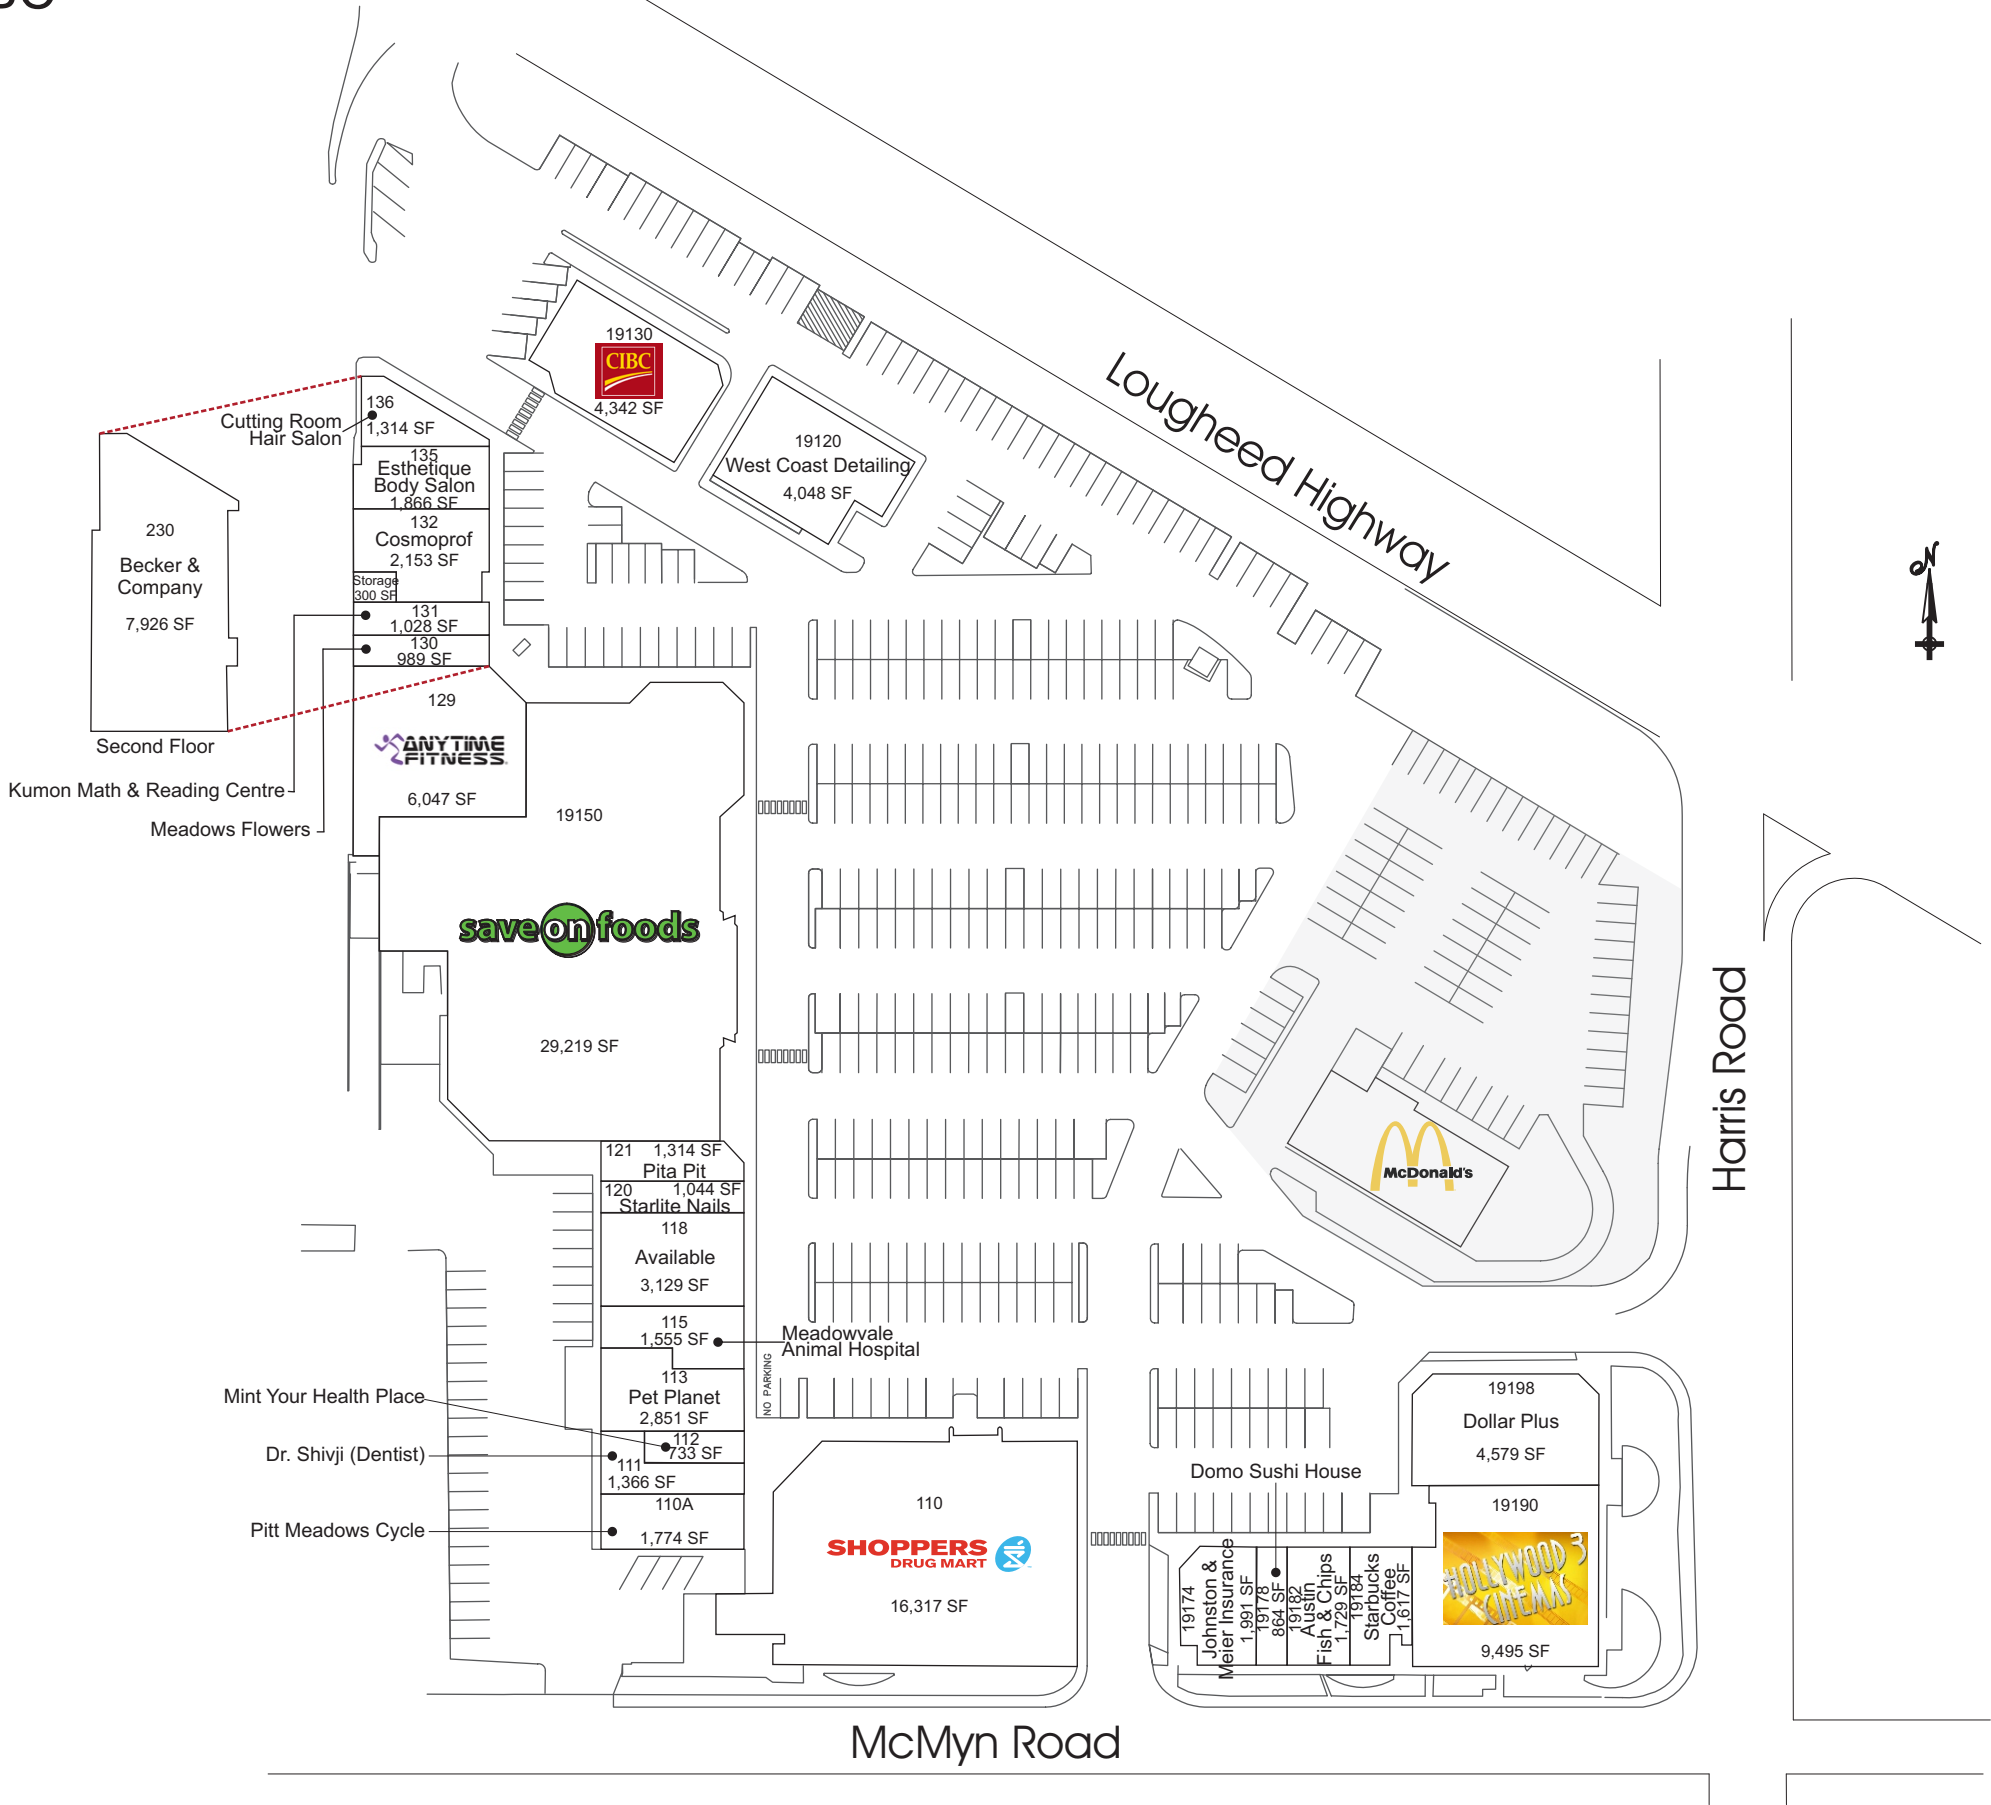 19130
CIBC
4,342 SF
Lougheed Highway
136
1,314 SF
Cutting Room
Hair Salon
135
Esthetique
Body Salon
1,866 SF
19120
West Coast Detailing
4,048 SF
132
Cosmoprof
2,153 SF
230
Becker &
Company
7,926 SF
Second Floor
Storage
300 SF
131
1,028 SF
130
989 SF
N
129
ANYTIME
FITNESS
6,047 SF
Kumon Math & Reading Centre
Meadows Flowers
19150
save on foods
29,219 SF
Harris Road
McDonald's
121 1,314 SF
Pita Pit
120 1,044 SF
Starlite Nails
118
Available
3,129 SF
115
1,555 SF
Meadowvale
Animal Hospital
NO PARKING
113
Pet Planet
2,851 SF
Mint Your Health Place
112
733 SF
Dr. Shivji (Dentist)
111
1,366 SF
110A
1,774 SF
Pitt Meadows Cycle
110
SHOPPERS
DRUG MART
16,317 SF
19198
Dollar Plus
4,579 SF
Domo Sushi House
19190
HOLLYWOOD 3
CINEMAS
9,495 SF
19174
Johnston &
Meier Insurance
1,991 SF
19178
864 SF
19182
Austin
Fish & Chips
1,729 SF
19184
Starbucks
Coffee
1,617 SF
McMyn Road